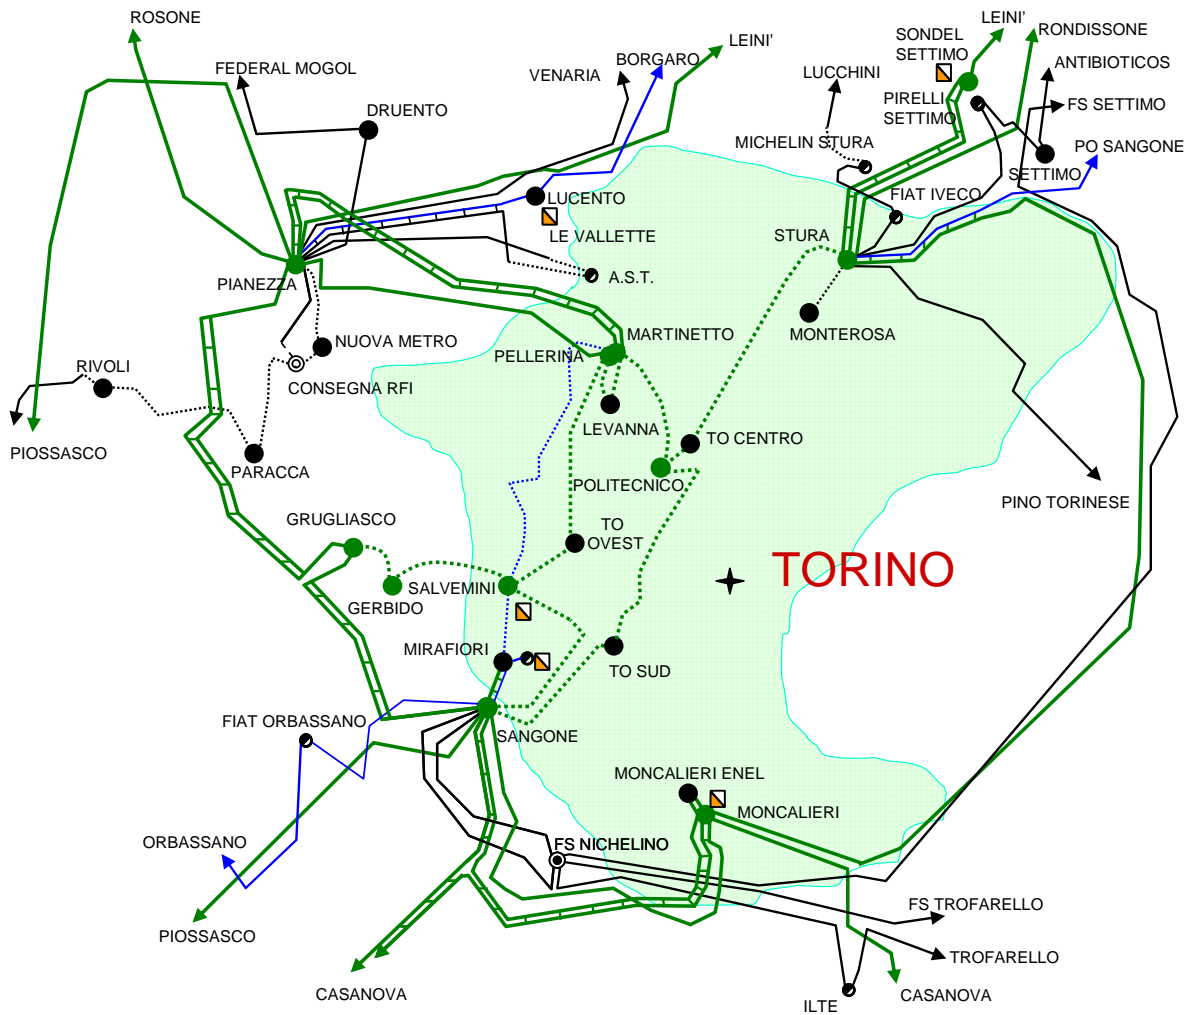 ROSONE
LEINI’
SONDEL
SETTIMO
RONDISSONE
LEINI’
FEDERAL MOGOL
BORGARO
VENARIA
LUCCHINI
ANTIBIOTICOS
DRUENTO
PIRELLI
SETTIMO
FS SETTIMO
MICHELIN STURA
PO SANGONE
SETTIMO
LUCENTO
FIAT IVECO
LE VALLETTE
STURA
PIANEZZA
A.S.T.
MARTINETTO
MONTEROSA
NUOVA METRO
PELLERINA
RIVOLI
CONSEGNA RFI
LEVANNA
TO CENTRO
PIOSSASCO
PARACCA
POLITECNICO
PINO TORINESE
GRUGLIASCO
TO
OVEST
TORINO
SALVEMINI
GERBIDO
MIRAFIORI
TO SUD
FIAT ORBASSANO
SANGONE
MONCALIERI ENEL
MONCALIERI
ORBASSANO
FS NICHELINO
FS TROFARELLO
PIOSSASCO
TROFARELLO
CASANOVA
CASANOVA
ILTE